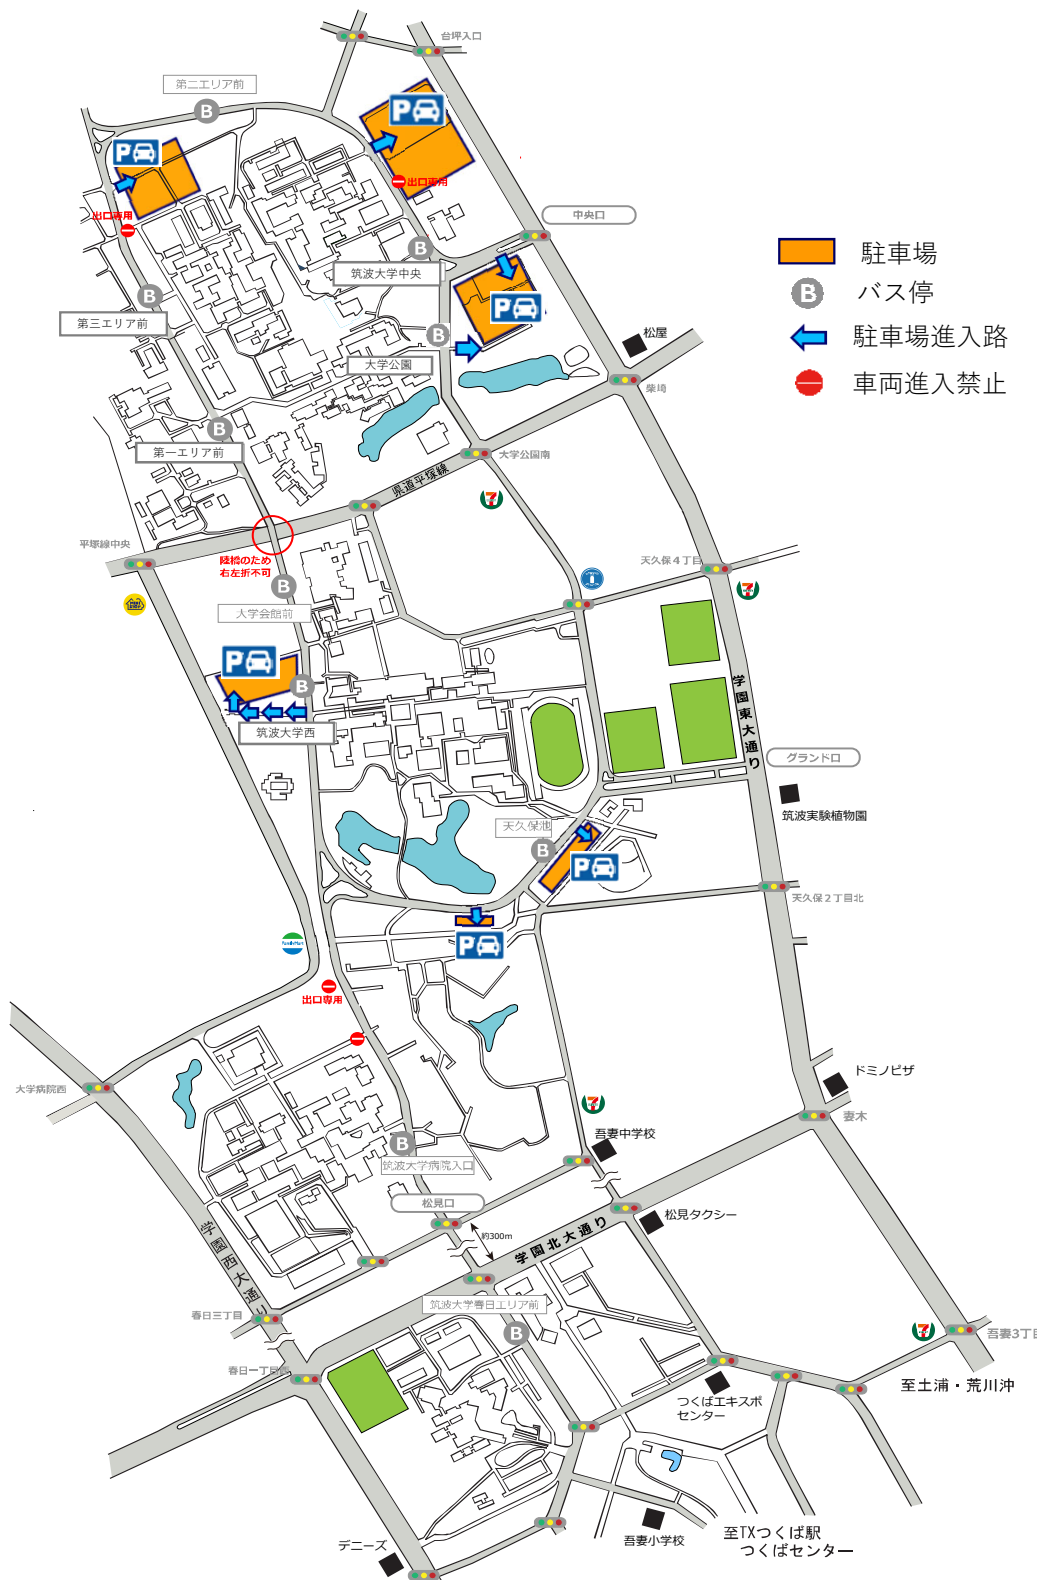 台坪入口
第二エリア前
B
P
P
出口専用
出口専用
中央口
B
筑波大学中央
駐車場
P
B
バス停
B
第三エリア前
B
大学公園
駐車場進入路
松屋
車両進入禁止
柴埼
B
第一エリア前
大学公園南
県道平塚線
7
平塚線中央
陸橋のため
右左折不可
天久保4丁目
7
B
大学会館前
P
B
学園東大通り
筑波大学西
グランド口
筑波実験植物園
天久保池
B
P
天久保2丁目北
P
FamilyMart
出口専用
大学病院西
ドミノピザ
7
妻木
吾妻中学校
B
筑波大学病院入口
松見口
松見タクシー
約300m
学園北大通り
学園西大通り
春日三丁目
筑波大学春日エリア前
B
7
吾妻3丁目
春日一丁目西
至土浦・荒川沖
つくばエキスポ
センター
至TXつくば駅
つくばセンター
吾妻小学校
デニーズ